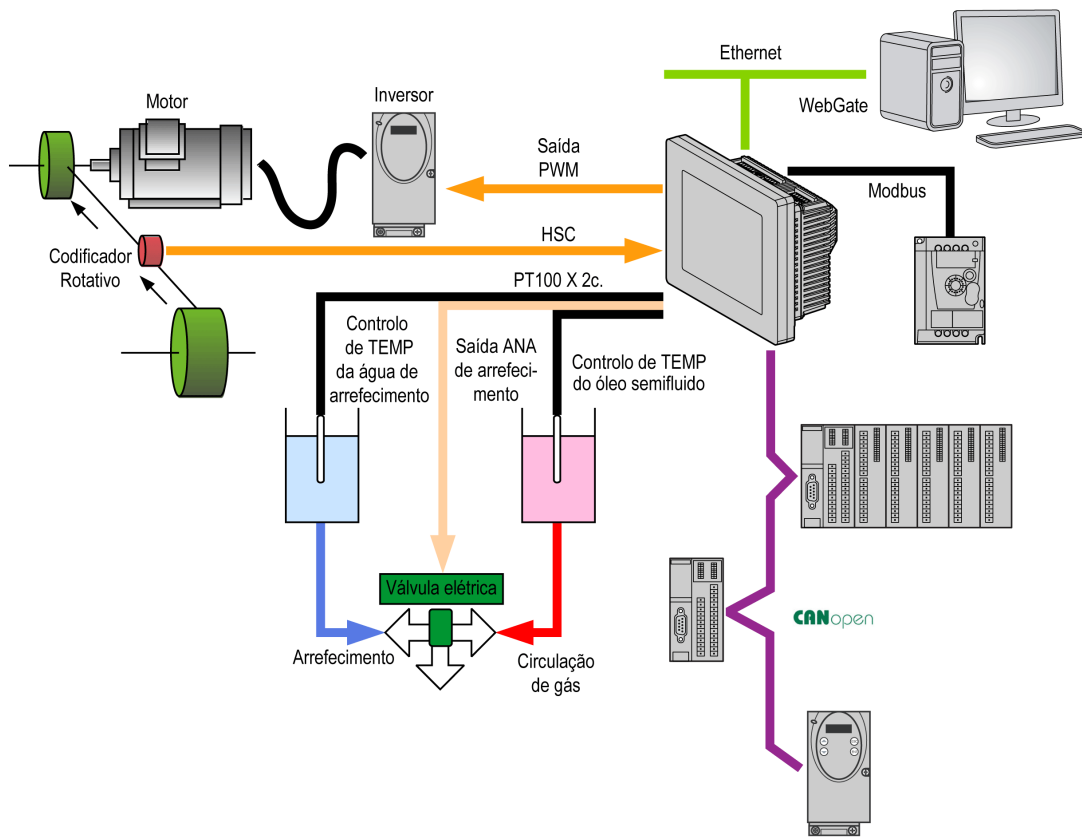 Ethernet
WebGate
Motor
Inversor
Saída
PWM
Modbus
Codificador
Rotativo
HSC
PT100 X 2c.
Controlo
de TEMP
da água de
arrefecimento
Saída ANA
de arrefeci-
mento
Controlo de TEMP
do óleo semifluido
Válvula elétrica
CANopen
Arrefecimento
Circulação
de gás